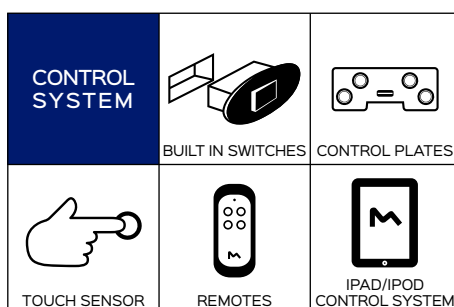 CONTROL
SYSTEM
BUILT IN SWITCHES
CONTROL PLATES
TOUCH SENSOR
REMOTES
IPAD/IPOD
CONTROL SYSTEM